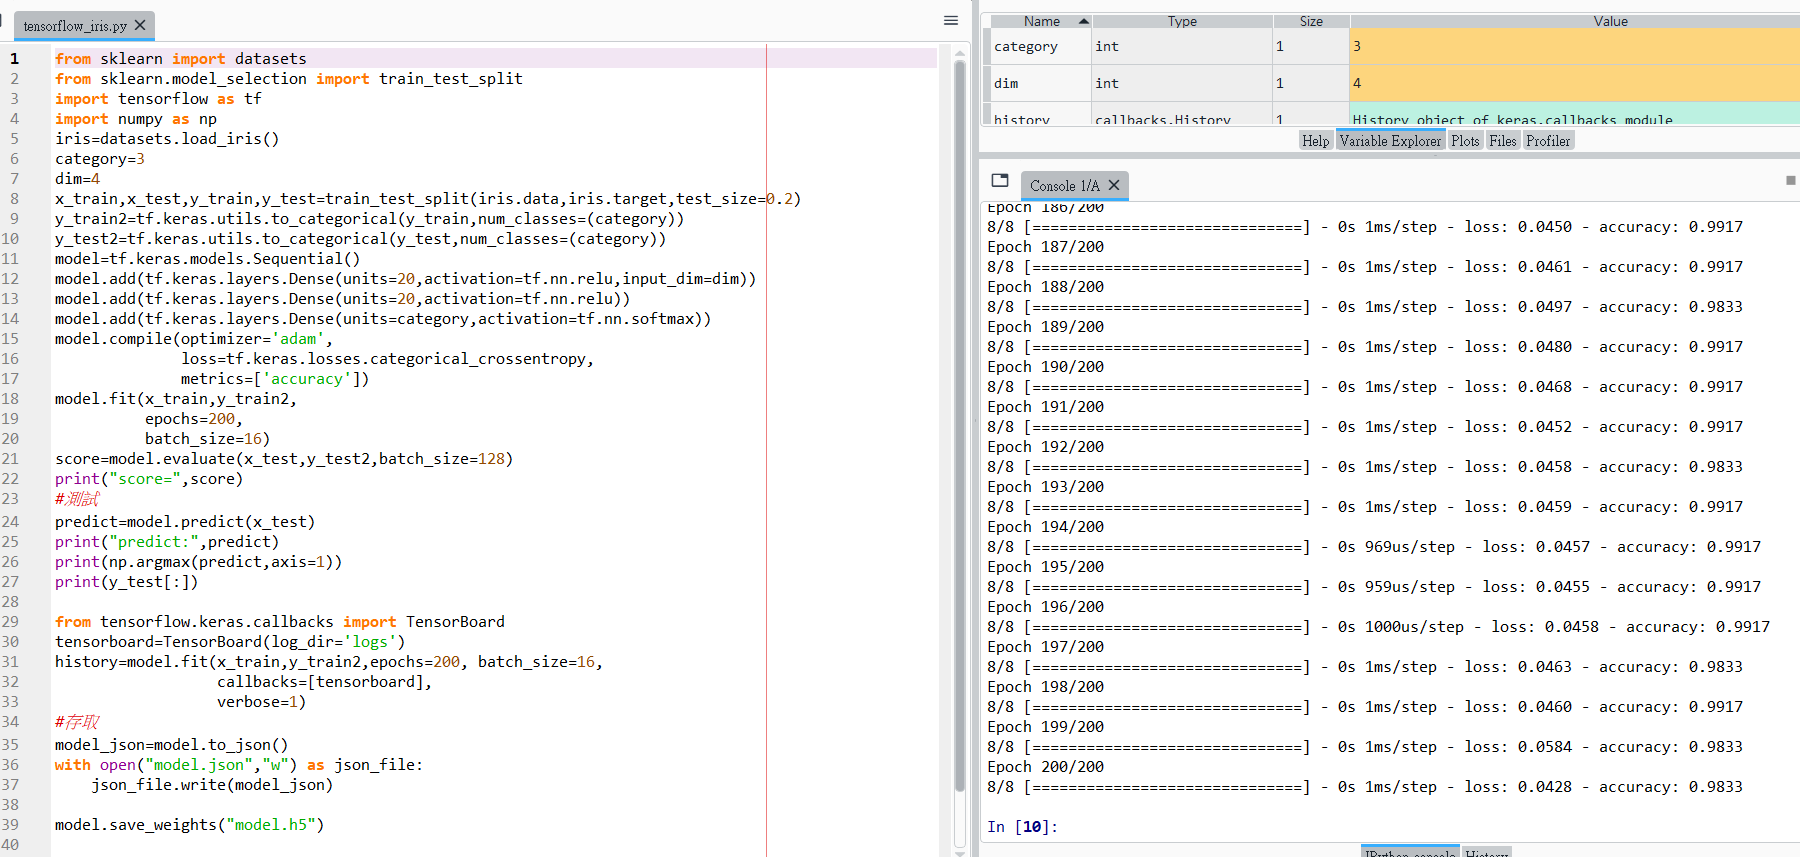 tensorflow_iris.py
1 from sklearn import datasets
2 from sklearn.model_selection import train_test_split
3 import tensorflow as tf
4 import numpy as np
5 iris=datasets.load_iris()
6 category=3
7 dim=4
8 x_train,x_test,y_train,y_test=train_test_split(iris.data,iris.target,test_size=0.2)
9 y_train2=tf.keras.utils.to_categorical(y_train,num_classes=(category))
10 y_test2=tf.keras.utils.to_categorical(y_test,num_classes=(category))
11 model=tf.keras.models.Sequential()
12 model.add(tf.keras.layers.Dense(units=20,activation=tf.nn.relu,input_dim=dim))
13 model.add(tf.keras.layers.Dense(units=20,activation=tf.nn.relu))
14 model.add(tf.keras.layers.Dense(units=category,activation=tf.nn.softmax))
15 model.compile(optimizer='adam',
16 loss=tf.keras.losses.categorical_crossentropy,
17 metrics=['accuracy'])
18 model.fit(x_train,y_train2,
19 epochs=200,
20 batch_size=16)
21 score=model.evaluate(x_test,y_test2,batch_size=128)
22 print("score=",score)
23 #測試
24 predict=model.predict(x_test)
25 print("predict:",predict)
26 print(np.argmax(predict,axis=1))
27 print(y_test[:])
28
29 from tensorflow.keras.callbacks import TensorBoard
30 tensorboard=TensorBoard(log_dir='logs')
31 history=model.fit(x_train,y_train2,epochs=200, batch_size=16,
32 callbacks=[tensorboard],
33 verbose=1)
34 #存取
35 model_json=model.to_json()
36 with open("model.json","w") as json_file:
37 json_file.write(model_json)
38
39 model.save_weights("model.h5")
40
Name Type Size Value
category int 1 3
dim int 1 4
history callbacks.History 1 History object of keras.callbacks module
Help Variable Explorer Plots Files Profiler
Console 1/A
Epoch 186/200
8/8 [==============================] - 0s 1ms/step - loss: 0.0450 - accuracy: 0.9917
Epoch 187/200
8/8 [==============================] - 0s 1ms/step - loss: 0.0461 - accuracy: 0.9917
Epoch 188/200
8/8 [==============================] - 0s 1ms/step - loss: 0.0497 - accuracy: 0.9833
Epoch 189/200
8/8 [==============================] - 0s 1ms/step - loss: 0.0480 - accuracy: 0.9917
Epoch 190/200
8/8 [==============================] - 0s 1ms/step - loss: 0.0468 - accuracy: 0.9917
Epoch 191/200
8/8 [==============================] - 0s 1ms/step - loss: 0.0452 - accuracy: 0.9917
Epoch 192/200
8/8 [==============================] - 0s 1ms/step - loss: 0.0458 - accuracy: 0.9833
Epoch 193/200
8/8 [==============================] - 0s 1ms/step - loss: 0.0459 - accuracy: 0.9917
Epoch 194/200
8/8 [==============================] - 0s 969us/step - loss: 0.0457 - accuracy: 0.9917
Epoch 195/200
8/8 [==============================] - 0s 959us/step - loss: 0.0455 - accuracy: 0.9917
Epoch 196/200
8/8 [==============================] - 0s 1000us/step - loss: 0.0458 - accuracy: 0.9917
Epoch 197/200
8/8 [==============================] - 0s 1ms/step - loss: 0.0463 - accuracy: 0.9833
Epoch 198/200
8/8 [==============================] - 0s 1ms/step - loss: 0.0460 - accuracy: 0.9917
Epoch 199/200
8/8 [==============================] - 0s 1ms/step - loss: 0.0584 - accuracy: 0.9833
Epoch 200/200
8/8 [==============================] - 0s 1ms/step - loss: 0.0428 - accuracy: 0.9833
In [10]:
IPython console History